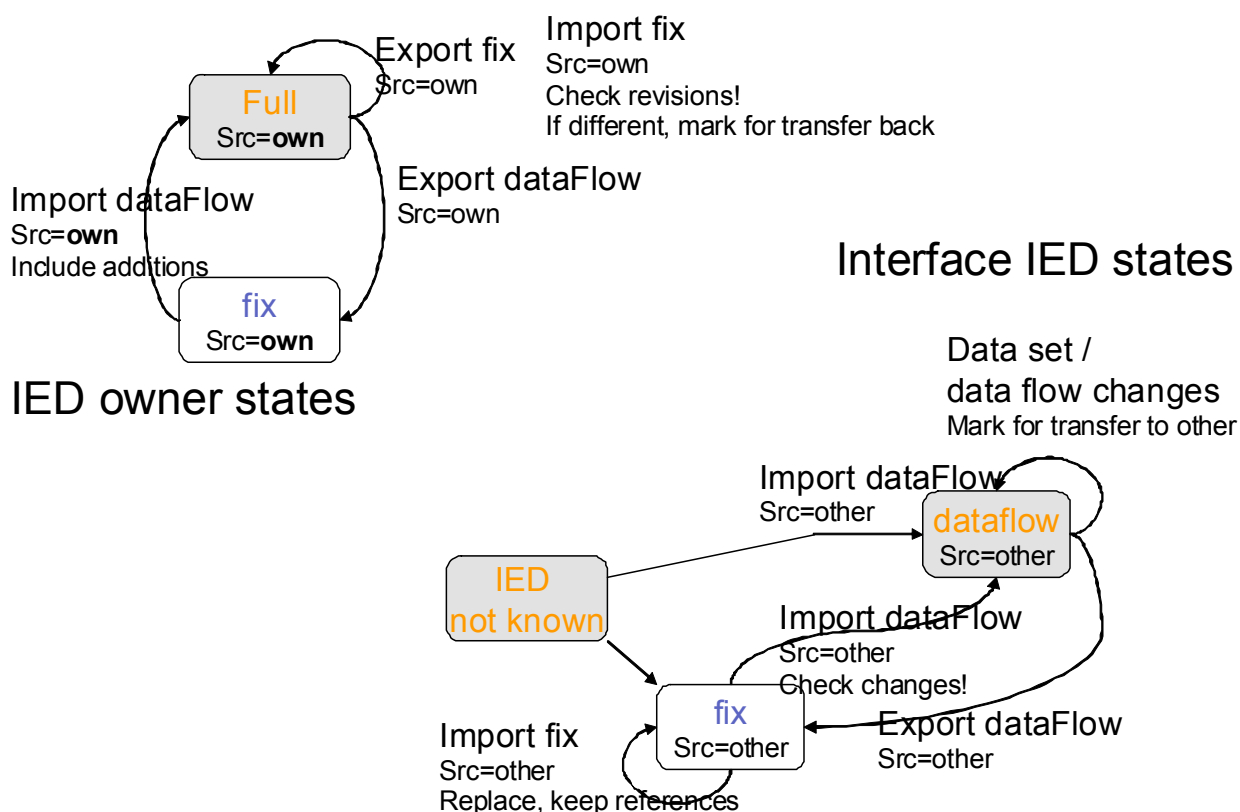 Export fix
Src=own
Import fix
Src=own
Check revisions!
If different, mark for transfer back
Full
Src=own
Export dataFlow
Src=own
Import dataFlow
Src=own
Include additions
fix
Src=own
IED owner states
Interface IED states
Data set /
data flow changes
Mark for transfer to other
Import dataFlow
Src=other
dataflow
Src=other
IED
not known
Import dataFlow
Src=other
Check changes!
fix
Src=other
Export dataFlow
Src=other
Import fix
Src=other
Replace, keep references